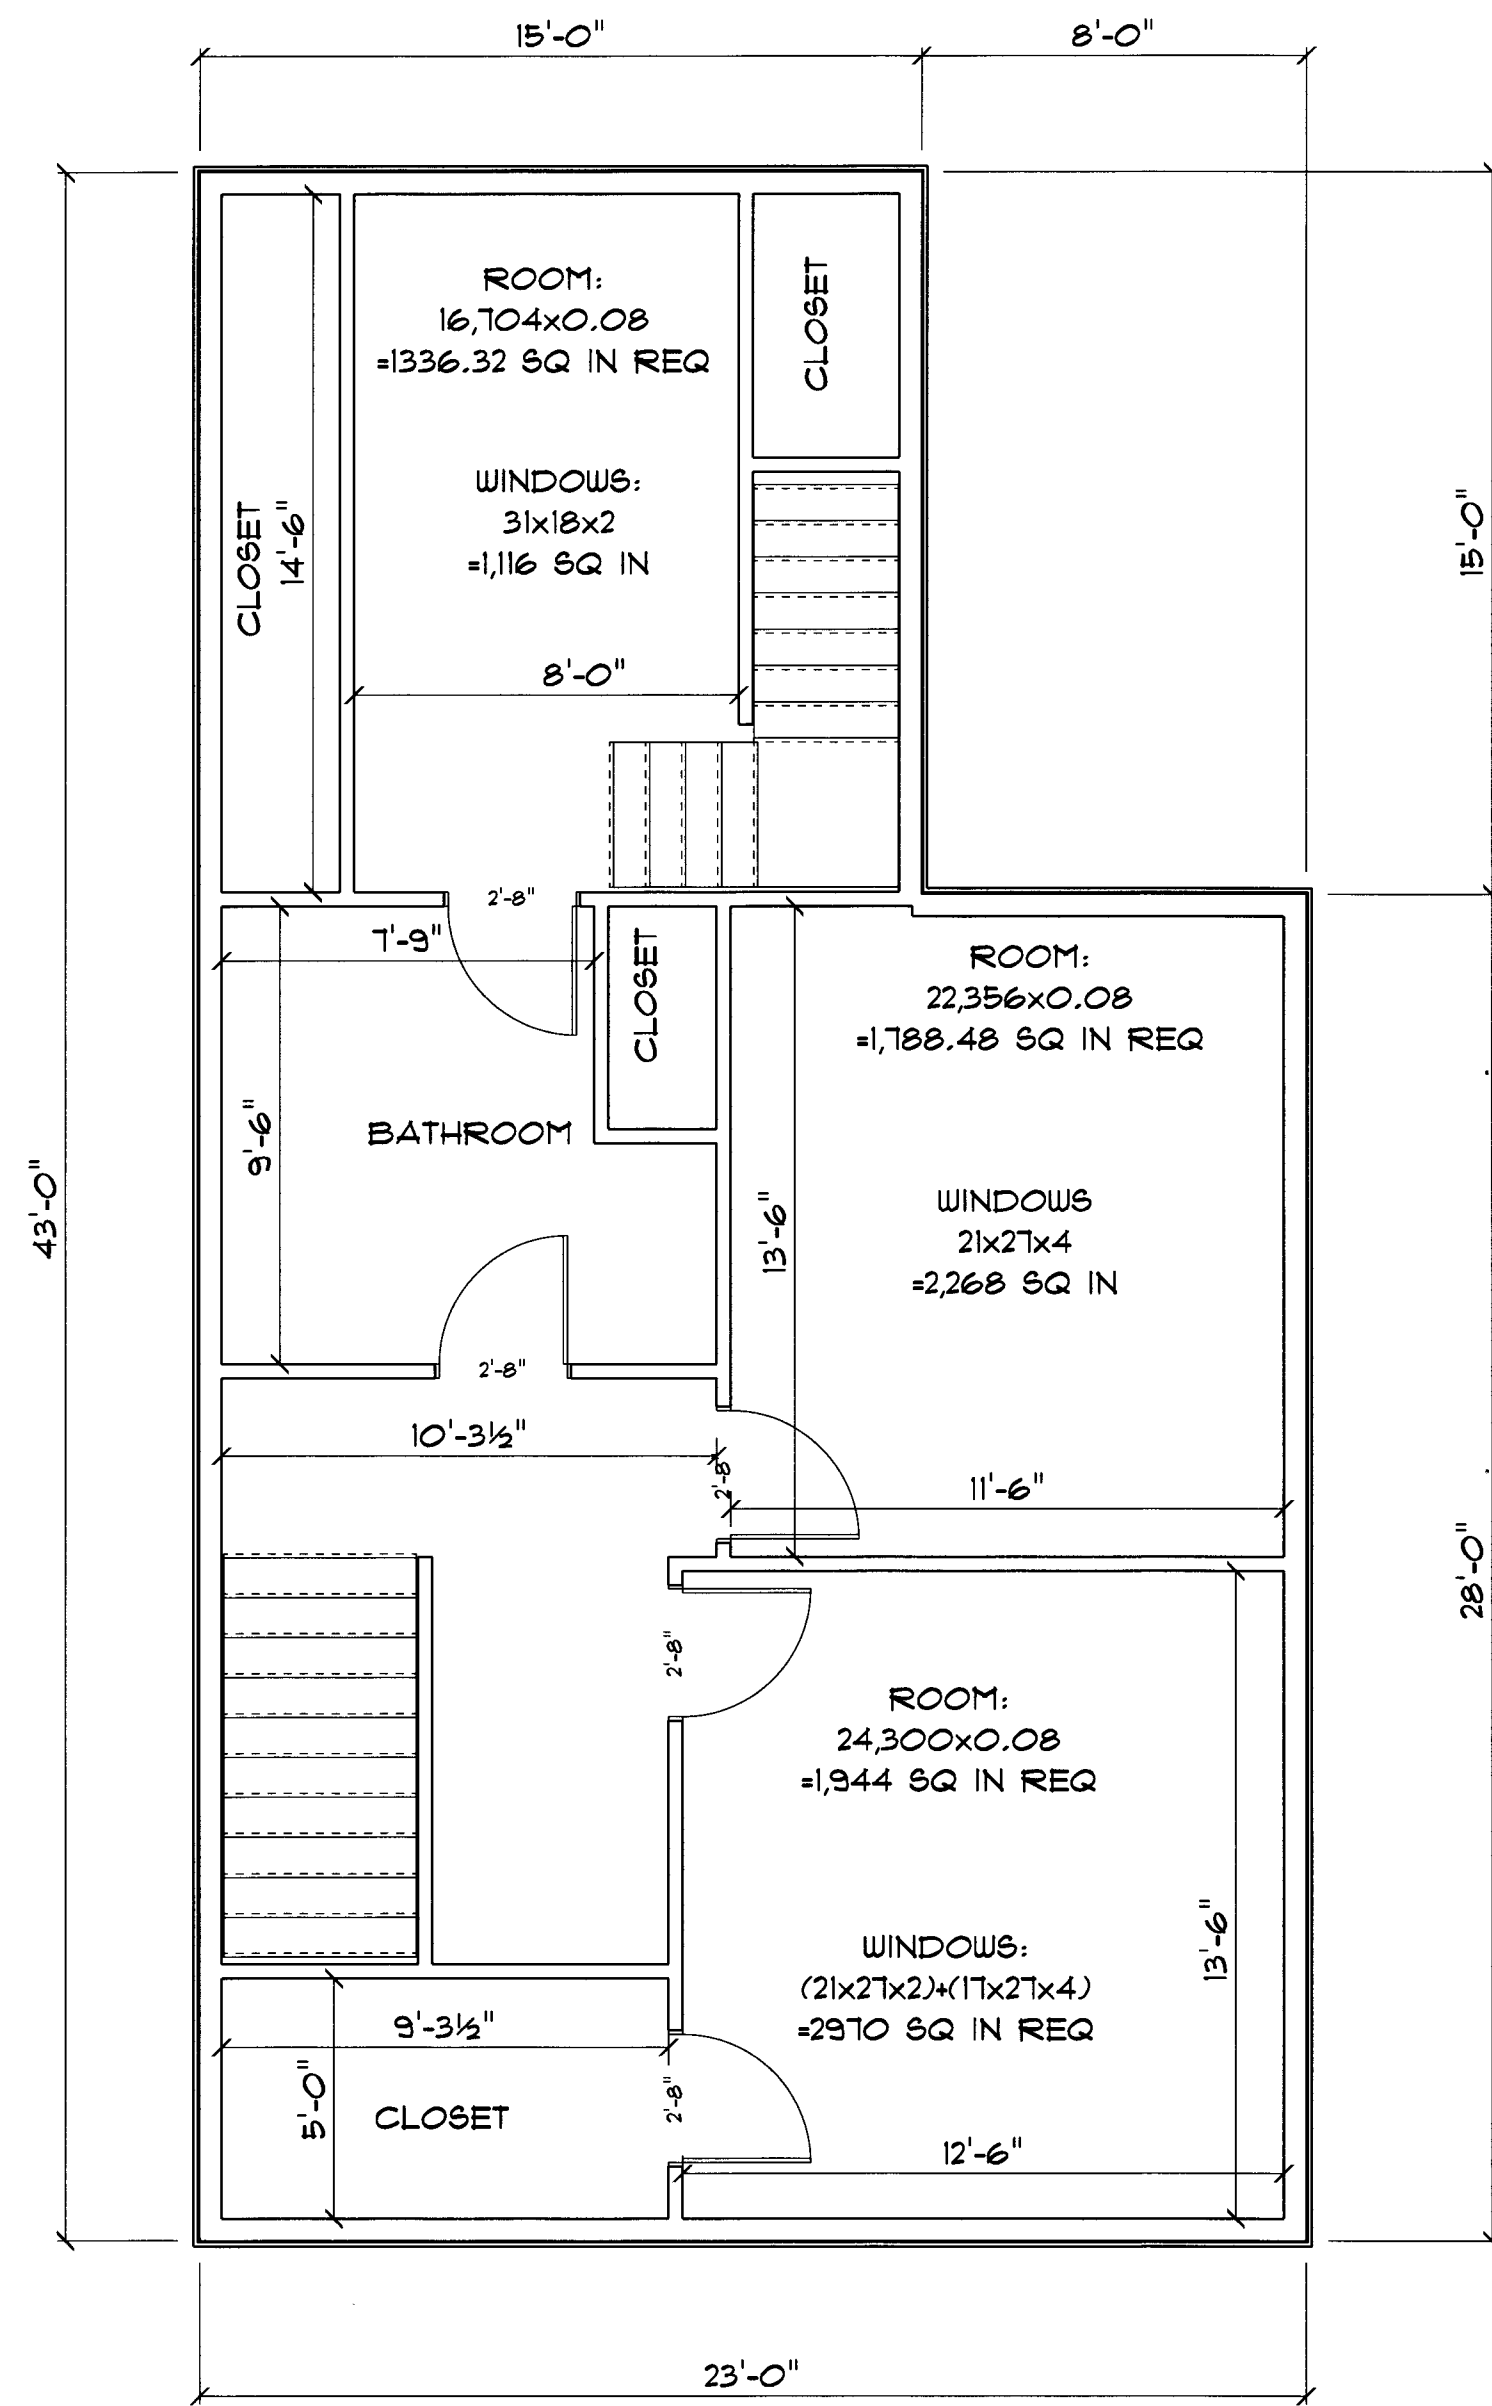 15'-0"
8'-0"
ROOM:
16,704x0.08
=1336.32 SQ IN REQ
CLOSET
WINDOWS:
31x18x2
=1,116 SQ IN
CLOSET
14'-6"
15'-0"
8'-0"
2'-8"
7'-9"
CLOSET
ROOM:
22,356x0.08
=1,788.48 SQ IN REQ
9'-6"
BATHROOM
43'-0"
13'-6"
WINDOWS
21x27x4
=2,268 SQ IN
2'-8"
10'-3½"
2'-8"
11'-6"
28'-0"
2'-8"
ROOM:
24,300x0.08
=1,944 SQ IN REQ
13'-6"
WINDOWS:
(21x27x2)+(17x27x4)
=2970 SQ IN REQ
9'-3½"
5'-0"
CLOSET
2'-8"
12'-6"
23'-0"